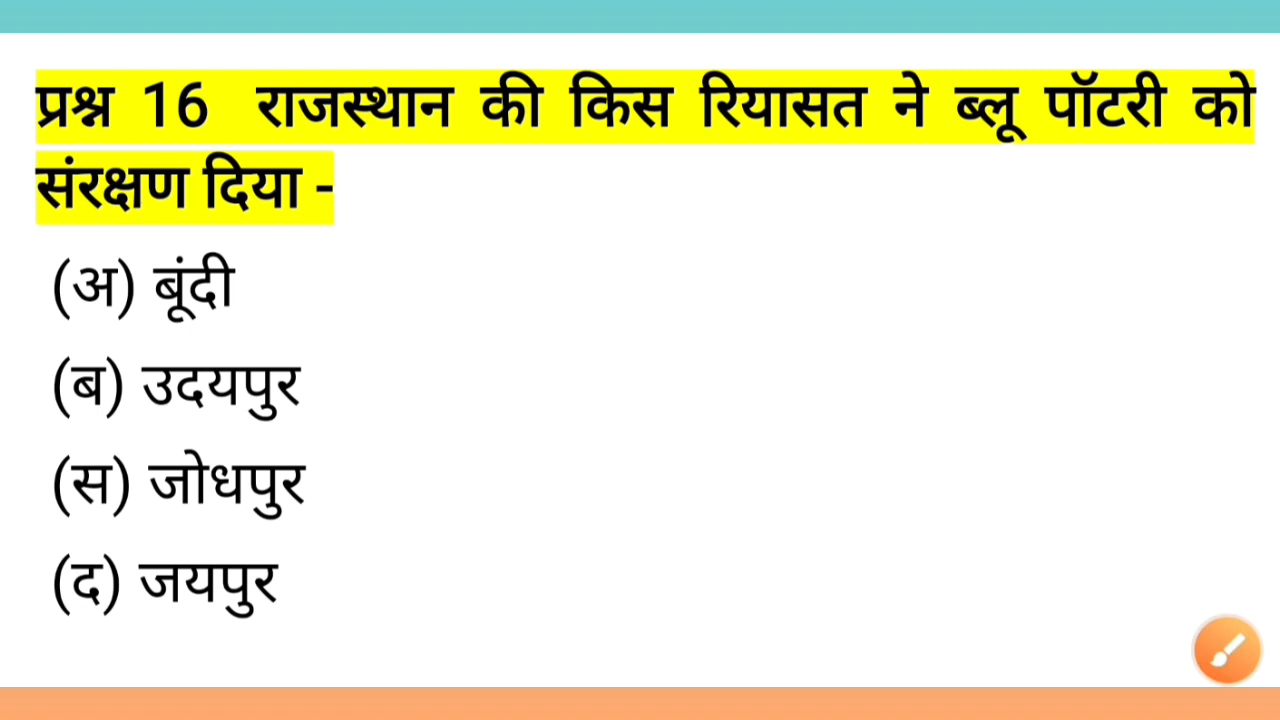 प्रश्न 16 राजस्थान की किस रियासत ने ब्लू पॉटरी को
संरक्षण दिया -
(अ) बूंदी
(ब) उदयपुर
(स) जोधपुर
(द) जयपुर